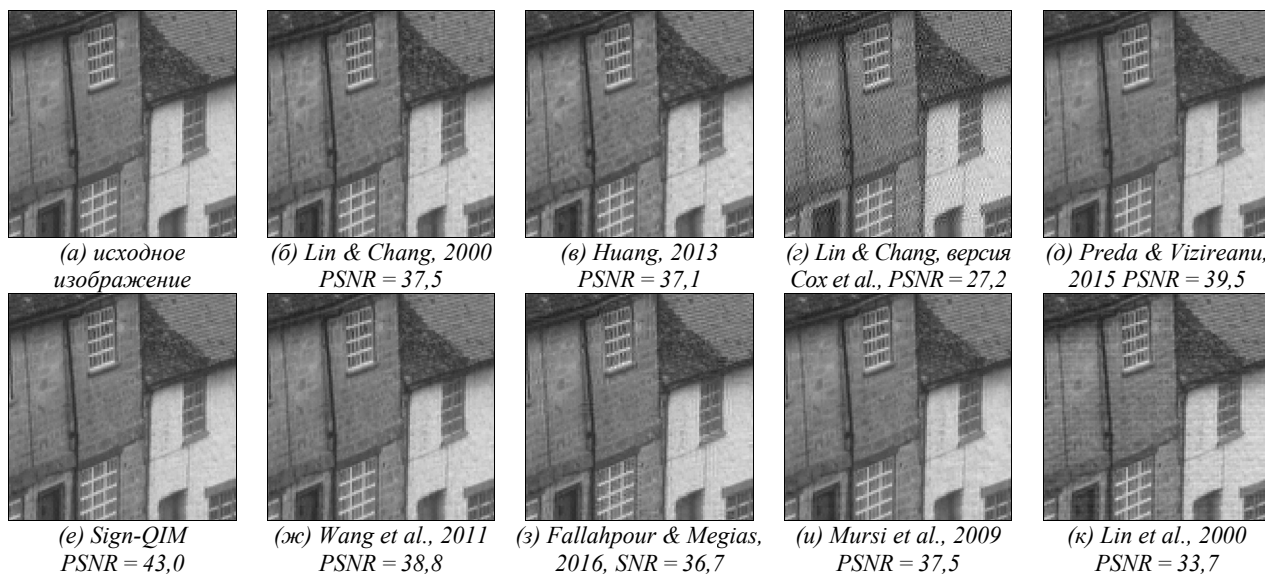 (а) исходное
изображение
(б) Lin & Chang, 2000
PSNR = 37,5
(в) Huang, 2013
PSNR = 37,1
(г) Lin & Chang, версия
Cox et al., PSNR = 27,2
(д) Preda & Vizireanu,
2015 PSNR = 39,5
(е) Sign-QIM
PSNR = 43,0
(ж) Wang et al., 2011
PSNR = 38,8
(з) Fallahpour & Megias,
2016, SNR = 36,7
(и) Mursi et al., 2009
PSNR = 37,5
(к) Lin et al., 2000
PSNR = 33,7